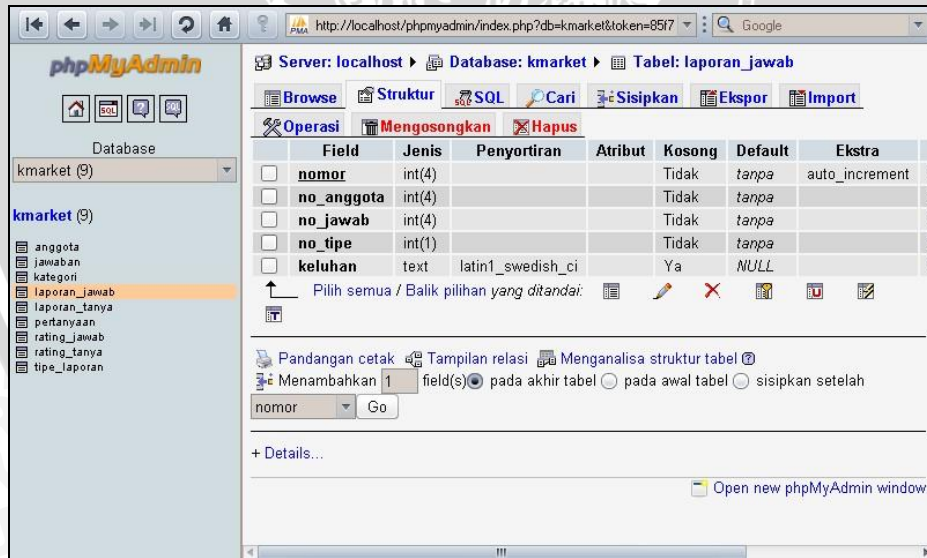 http://localhost/phpmyadmin/index.php?db=kmarket&token=85f7
Google
phpMyAdmin
Database
kmarket (9)
kmarket (9)
anggota
jawaban
kategori
laporan_jawab
laporan_tanya
pertanyaan
rating_jawab
rating_tanya
tipe_laporan
Server: localhost Database: kmarket Tabel: laporan_jawab
Browse Struktur SQL Cari Sisipkan Ekspor Import
Operasi Mengosongkan Hapus
Field Jenis Penyortiran Atribut Kosong Default Ekstra
nomor int(4) Tidak tanpa auto_increment
no_anggota int(4) Tidak tanpa
no_jawab int(4) Tidak tanpa
no_tipe int(1) Tidak tanpa
keluhan text latin1_swedish_ci Ya NULL
Pilih semua / Balik pilihan yang ditandai:
Pandangan cetak Tampilan relasi Menganalisa struktur tabel
Menambahkan 1 field(s) pada akhir tabel pada awal tabel sisipkan setelah
nomor Go
+ Details...
Open new phpMyAdmin window